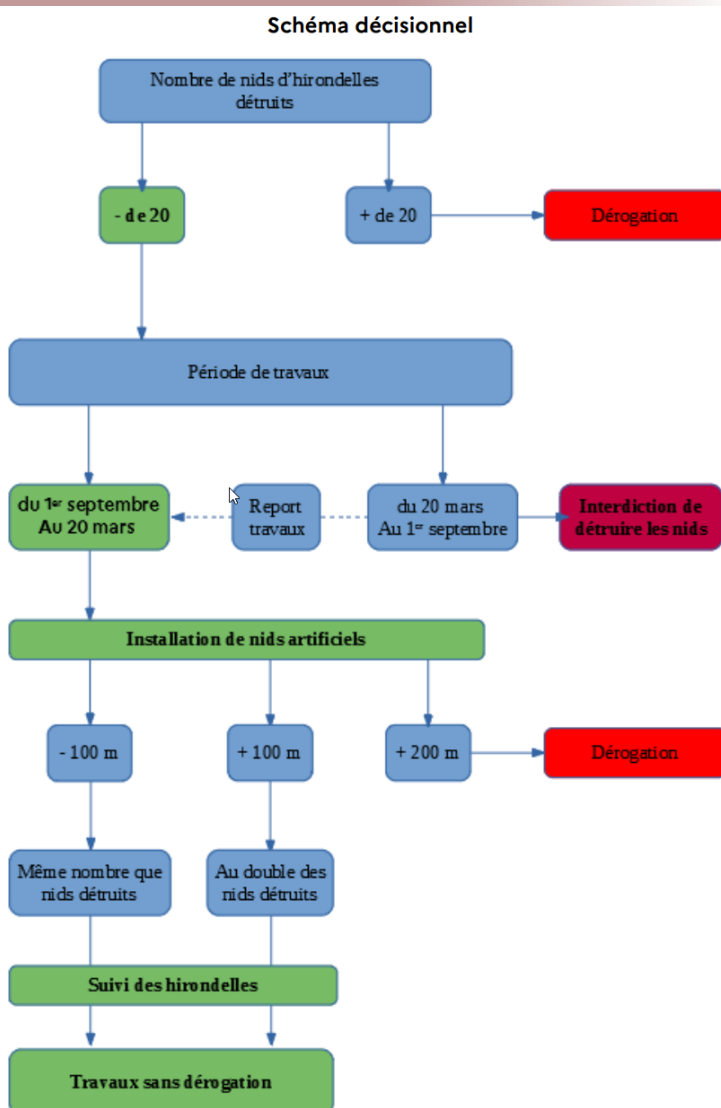 Schéma décisionnel
Nombre de nids d’hirondelles
détruits
- de 20
+ de 20
Dérogation
Période de travaux
du 1er septembre
Au 20 mars
Report
travaux
du 20 mars
Au 1er septembre
Interdiction de
détruire les nids
Installation de nids artificiels
- 100 m
+ 100 m
+ 200 m
Dérogation
Même nombre que
nids détruits
Au double des
nids détruits
Suivi des hirondelles
Travaux sans dérogation